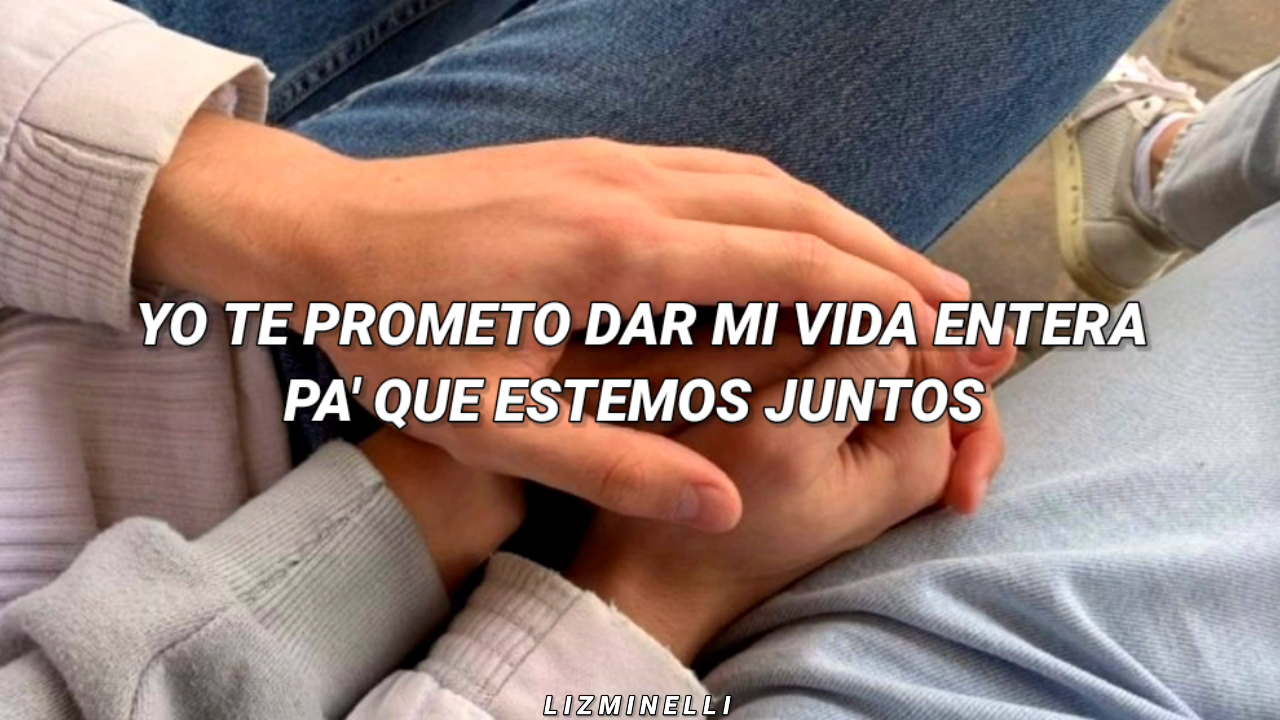 YO TE PROMETO DAR MI VIDA ENTERA
PA' QUE ESTEMOS JUNTOS
LIZMINELLI